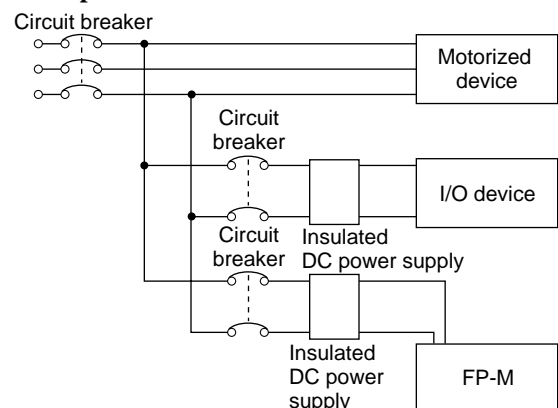 Circuit breaker
Motorized
device
Circuit
breaker
I/O device
Insulated
DC power supply
Circuit
breaker
Insulated
DC power
supply
FP-M